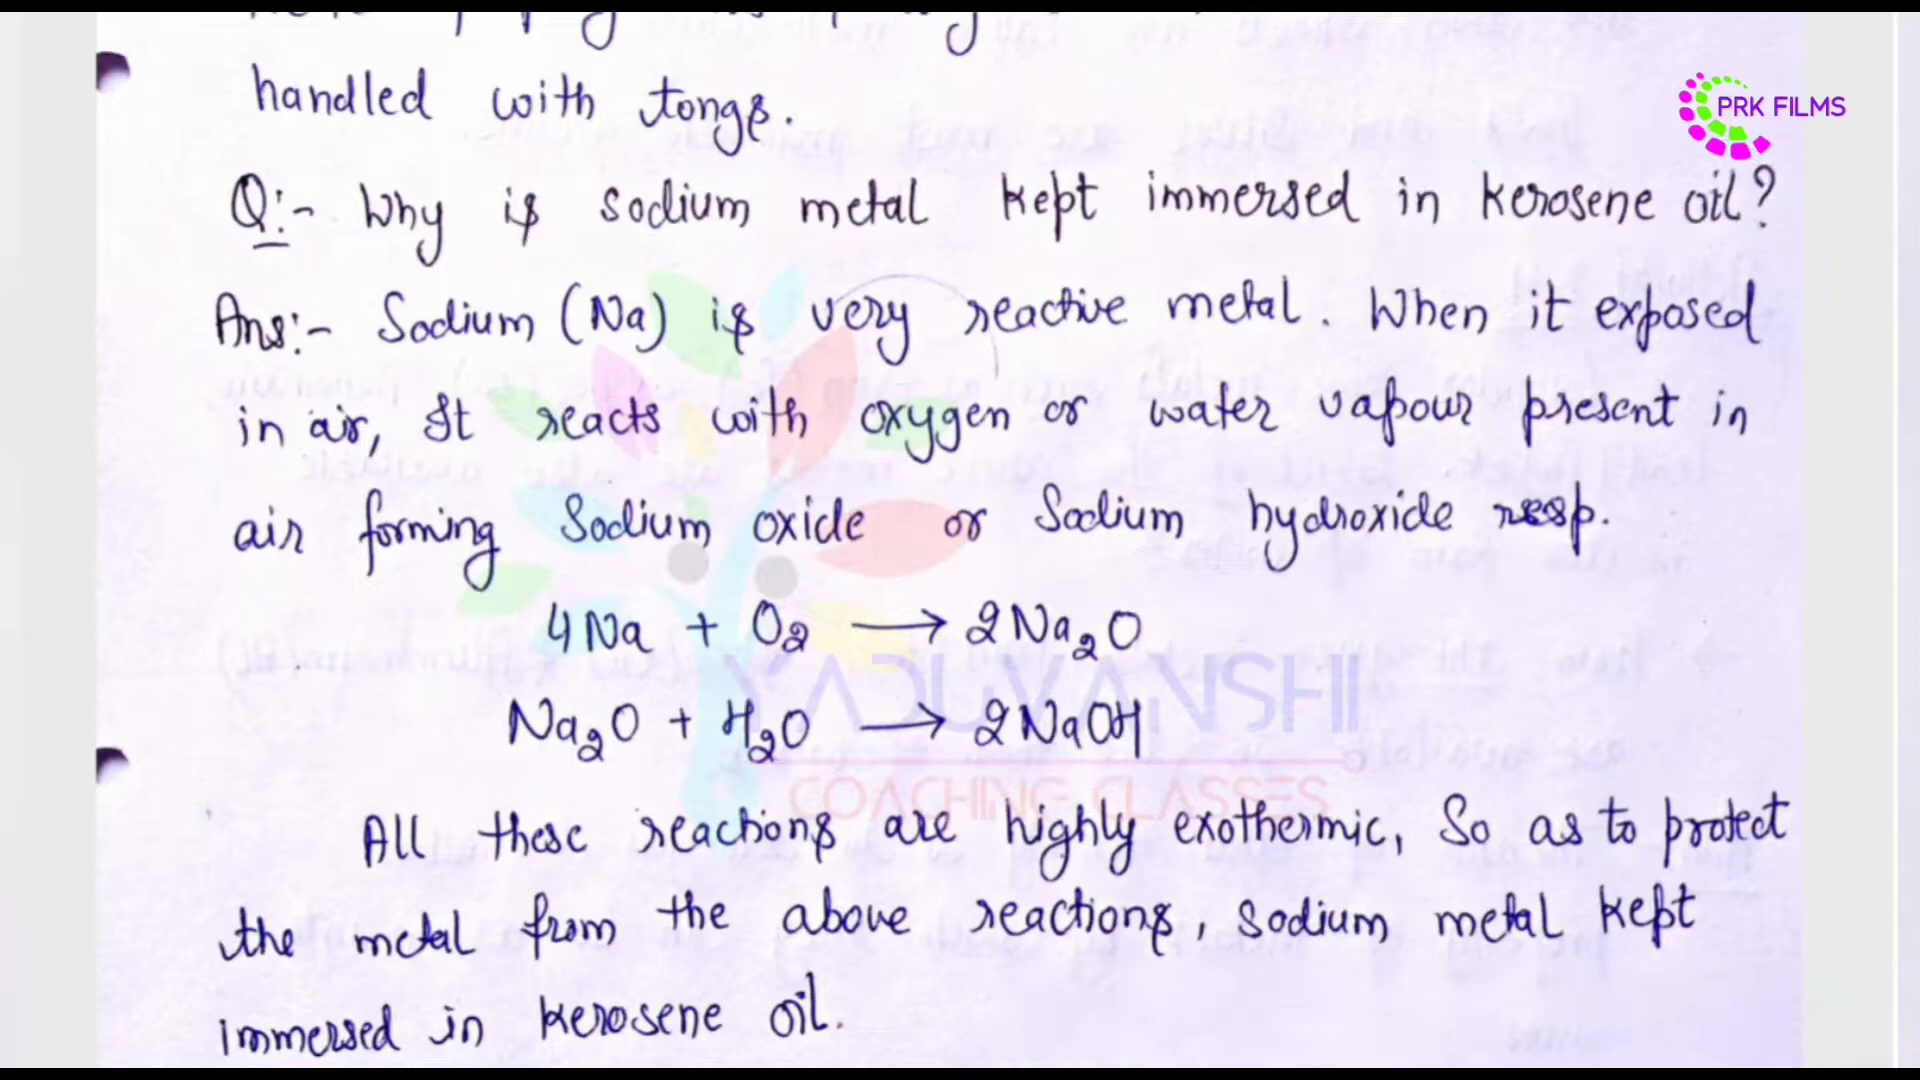 handled with tongs.
PRK FILMS
Q:- Why is sodium metal kept immersed in kerosene oil?
Ans:- Sodium (Na) is very reactive metal. When it exposed
in air, It reacts with oxygen or water vapour present in
air forming Sodium oxide or Sodium hydroxide resp.
4Na + O₂ → 2Na₂O
Na₂O + H₂O → 2NaOH
YADUVANSHI
COACHING CLASSES
All these reactions are highly exothermic, So as to protect
the metal from the above reactions, sodium metal kept
immersed in kerosene oil.